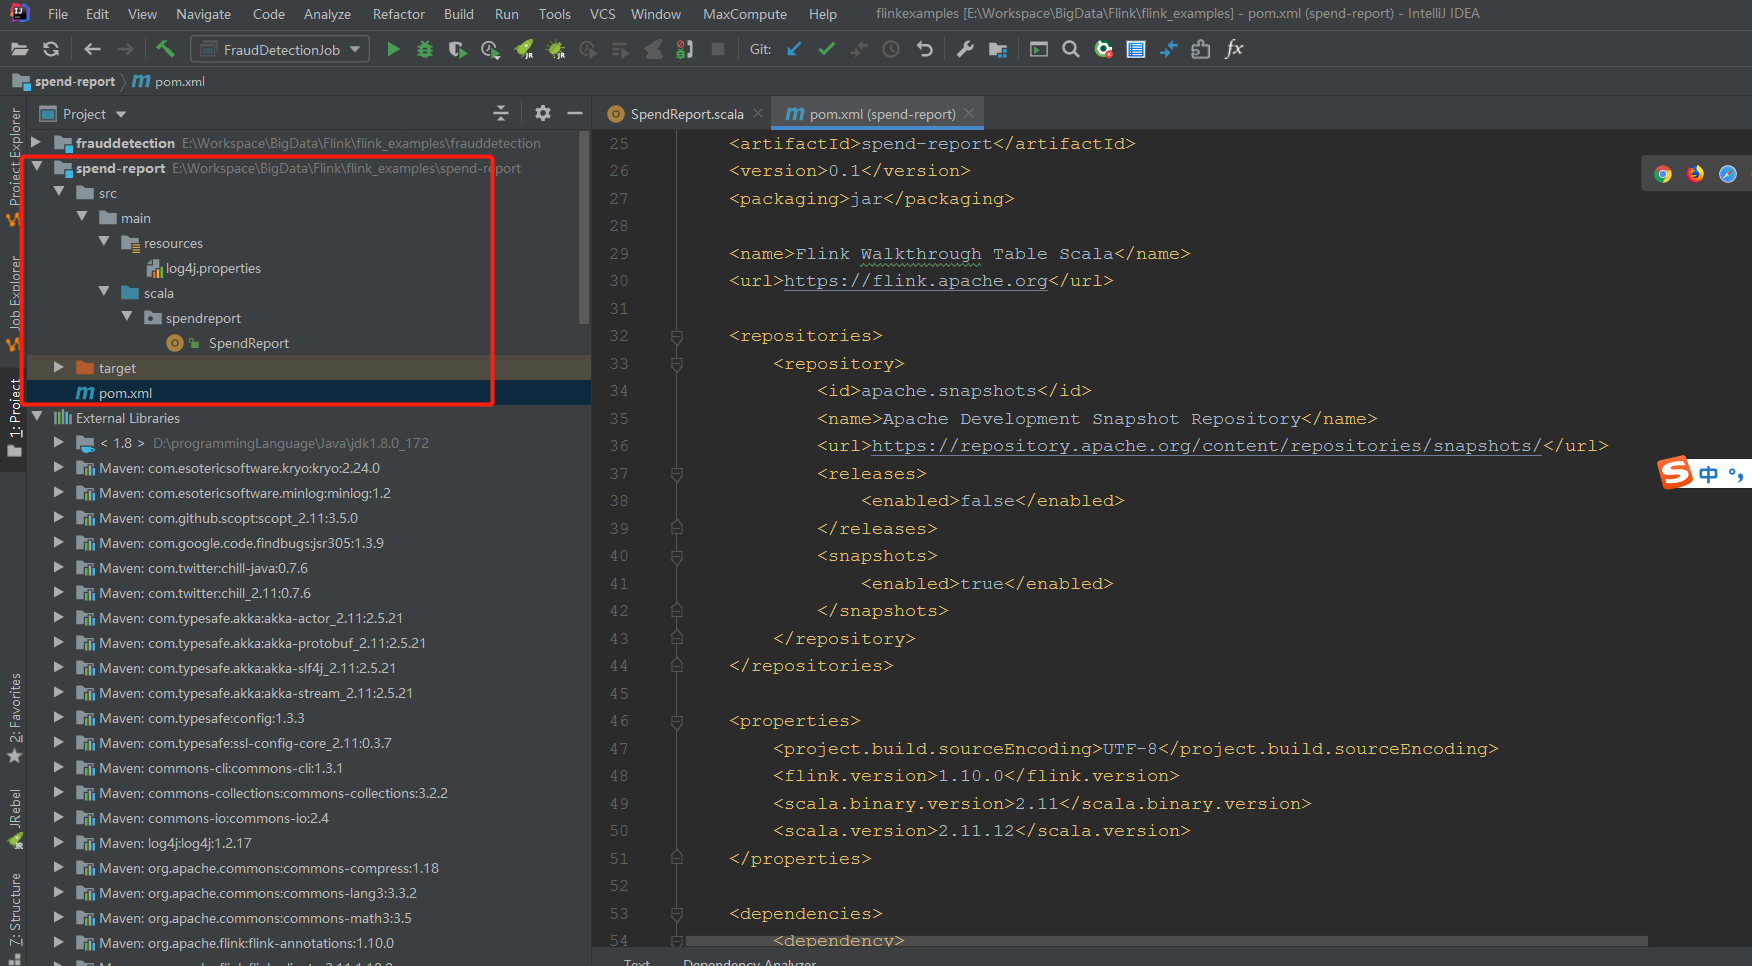 File Edit View Navigate Code Analyze Refactor Build Run Tools VCS Window MaxCompute Help flinkexamples [E:\Workspace\BigData\Flink\flink_examples] - pom.xml (spend-report) - IntelliJ IDEA
FraudDetectionJob Git:
spend-report pom.xml
Project
SpendReport.scala pom.xml (spend-report)
Project Explorer
Job Explorer
1: Project
2: Favorites
JRebel
7: Structure
frauddetection E:\Workspace\BigData\Flink\flink_examples\frauddetection
spend-report E:\Workspace\BigData\Flink\flink_examples\spend-report
src
main
resources
log4j.properties
scala
spendreport
SpendReport
target
pom.xml
External Libraries
< 1.8 > D:\programmingLanguage\Java\jdk1.8.0_172
Maven: com.esotericsoftware.kryo:kryo:2.24.0
Maven: com.esotericsoftware.minlog:minlog:1.2
Maven: com.github.scopt:scopt_2.11:3.5.0
Maven: com.google.code.findbugs:jsr305:1.3.9
Maven: com.twitter:chill-java:0.7.6
Maven: com.twitter:chill_2.11:0.7.6
Maven: com.typesafe.akka:akka-actor_2.11:2.5.21
Maven: com.typesafe.akka:akka-protobuf_2.11:2.5.21
Maven: com.typesafe.akka:akka-slf4j_2.11:2.5.21
Maven: com.typesafe.akka:akka-stream_2.11:2.5.21
Maven: com.typesafe:config:1.3.3
Maven: com.typesafe:ssl-config-core_2.11:0.3.7
Maven: commons-cli:commons-cli:1.3.1
Maven: commons-collections:commons-collections:3.2.2
Maven: commons-io:commons-io:2.4
Maven: log4j:log4j:1.2.17
Maven: org.apache.commons:commons-compress:1.18
Maven: org.apache.commons:commons-lang3:3.3.2
Maven: org.apache.commons:commons-math3:3.5
Maven: org.apache.flink:flink-annotations:1.10.0
25 <artifactId>spend-report</artifactId>
26 <version>0.1</version>
27 <packaging>jar</packaging>
28
29 <name>Flink Walkthrough Table Scala</name>
30 <url>https://flink.apache.org</url>
31
32 <repositories>
33 <repository>
34 <id>apache.snapshots</id>
35 <name>Apache Development Snapshot Repository</name>
36 <url>https://repository.apache.org/content/repositories/snapshots/</url>
37 <releases>
38 <enabled>false</enabled>
39 </releases>
40 <snapshots>
41 <enabled>true</enabled>
42 </snapshots>
43 </repository>
44 </repositories>
45
46 <properties>
47 <project.build.sourceEncoding>UTF-8</project.build.sourceEncoding>
48 <flink.version>1.10.0</flink.version>
49 <scala.binary.version>2.11</scala.binary.version>
50 <scala.version>2.11.12</scala.version>
51 </properties>
52
53 <dependencies>
54 <dependency>
Text Dependency Analyzer
中 °,